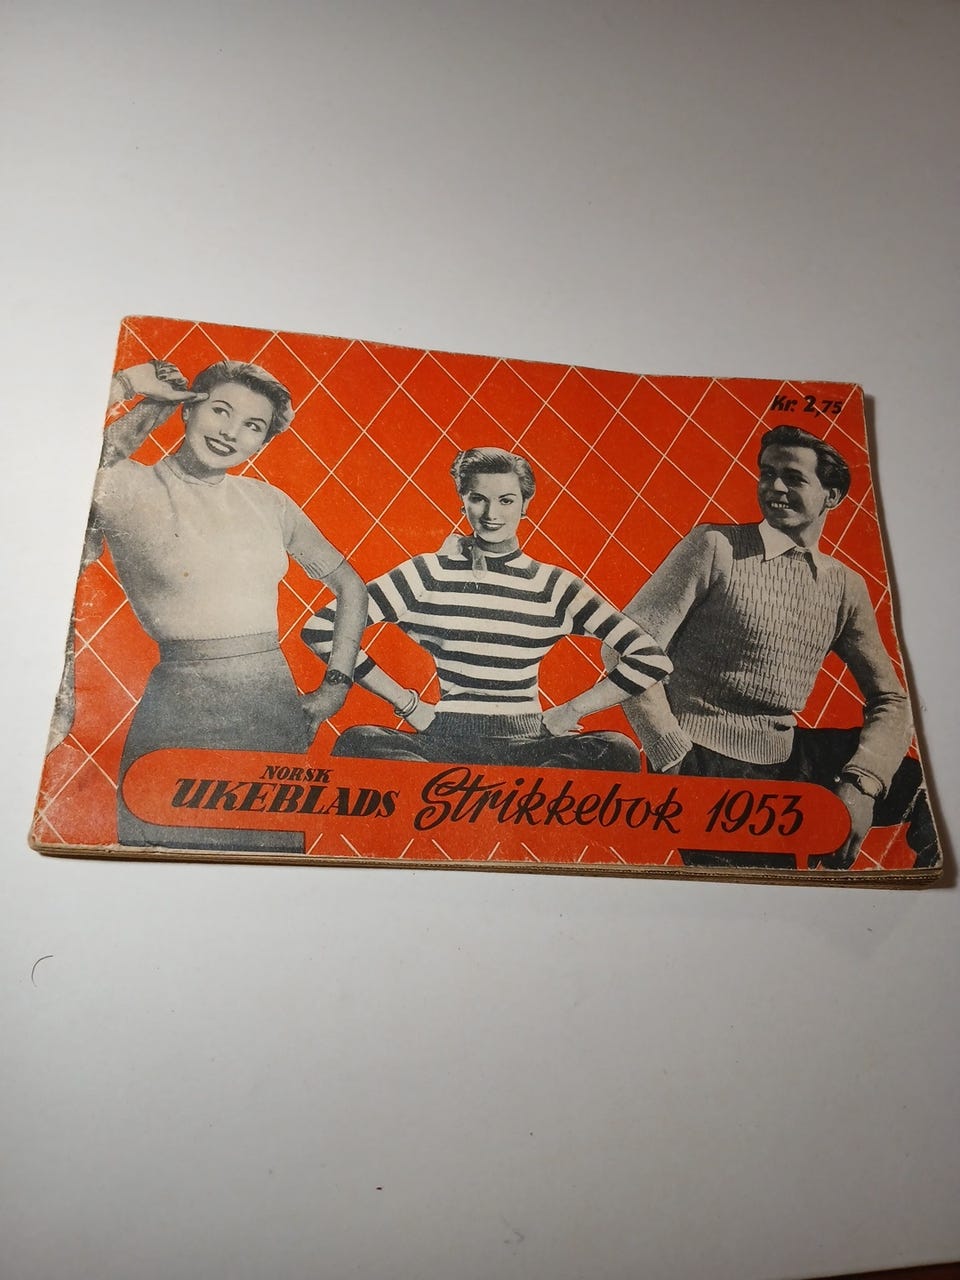 Kr. 2,75
NORSK
UKEBLADS Strikkebok 1953